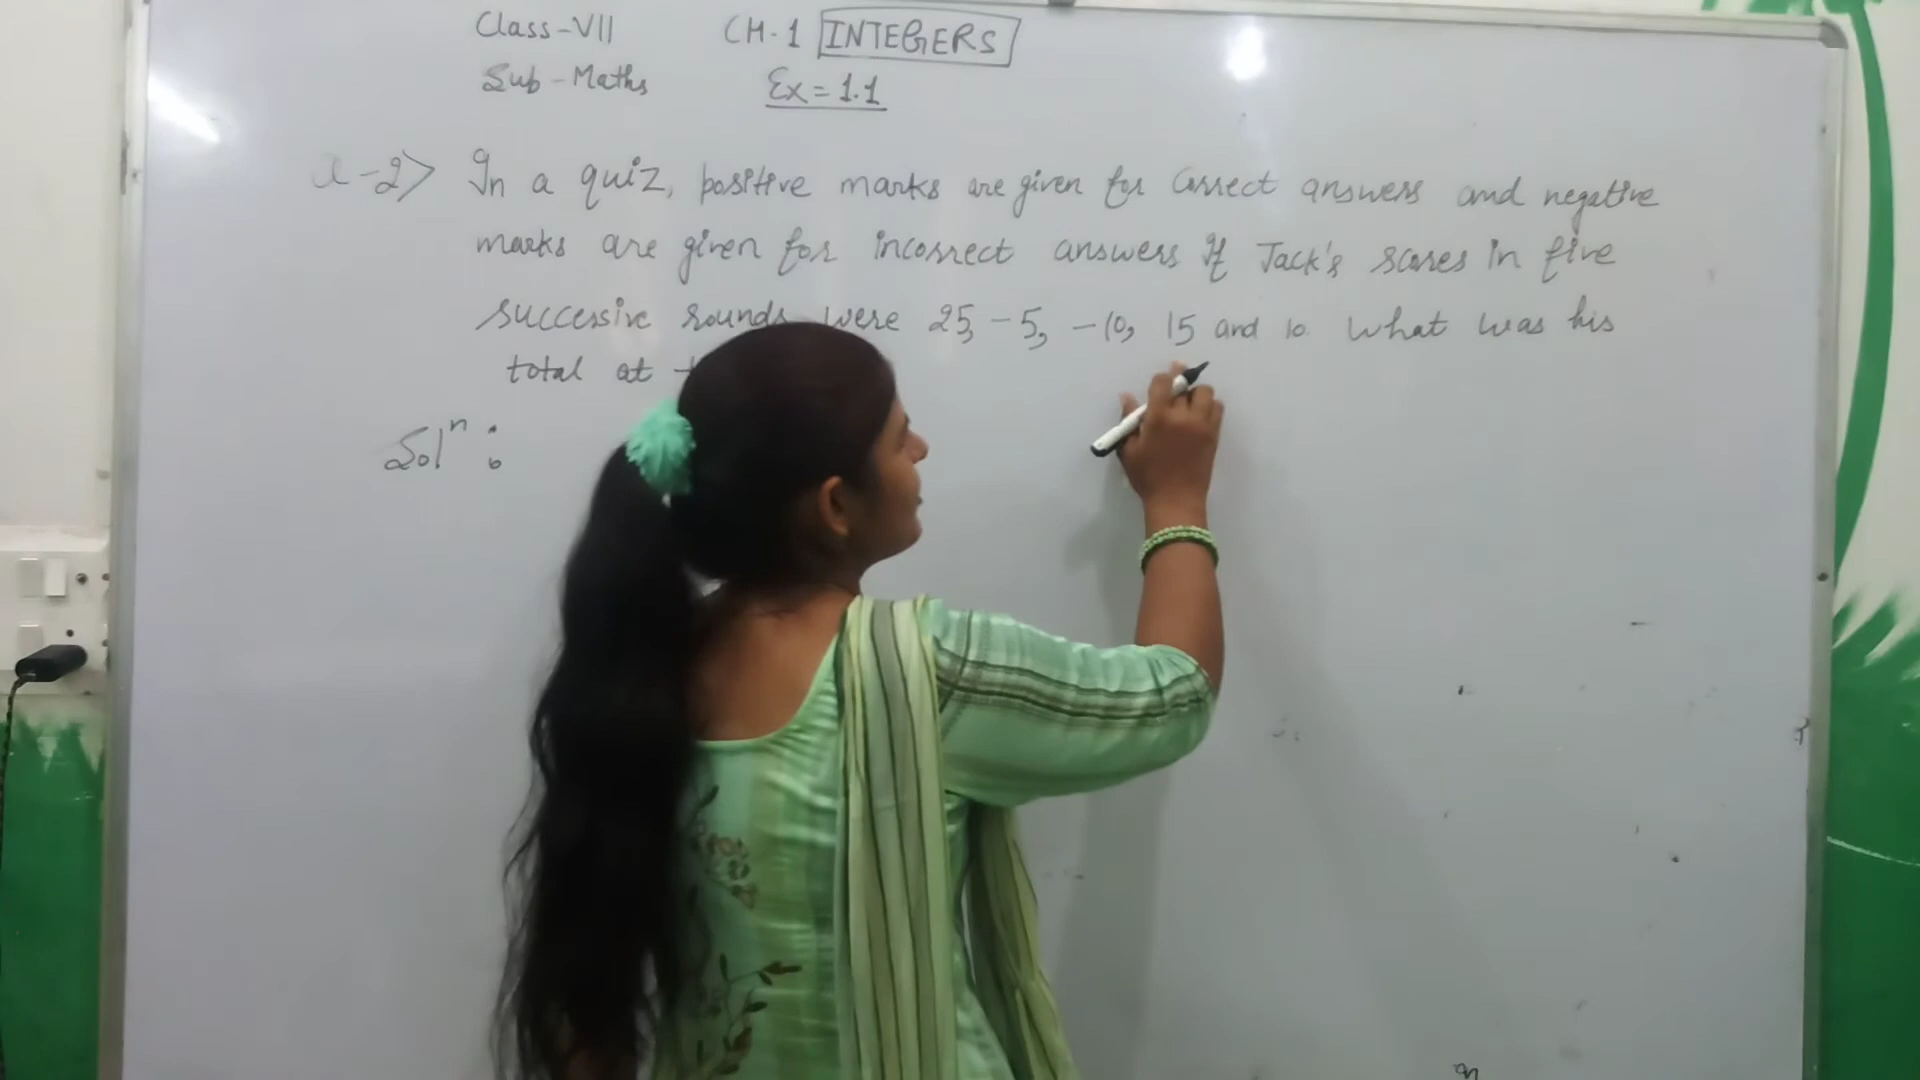 Class-VII CH.1 INTEGERS
Sub-Maths Ex=1.1
-2> In a quiz, positive marks are given for correct answers and negative
marks are given for incorrect answers If Jack's scores in five
successive rounds were 25, -5, -10, 15 and 10. What was his
total at
Solⁿ :